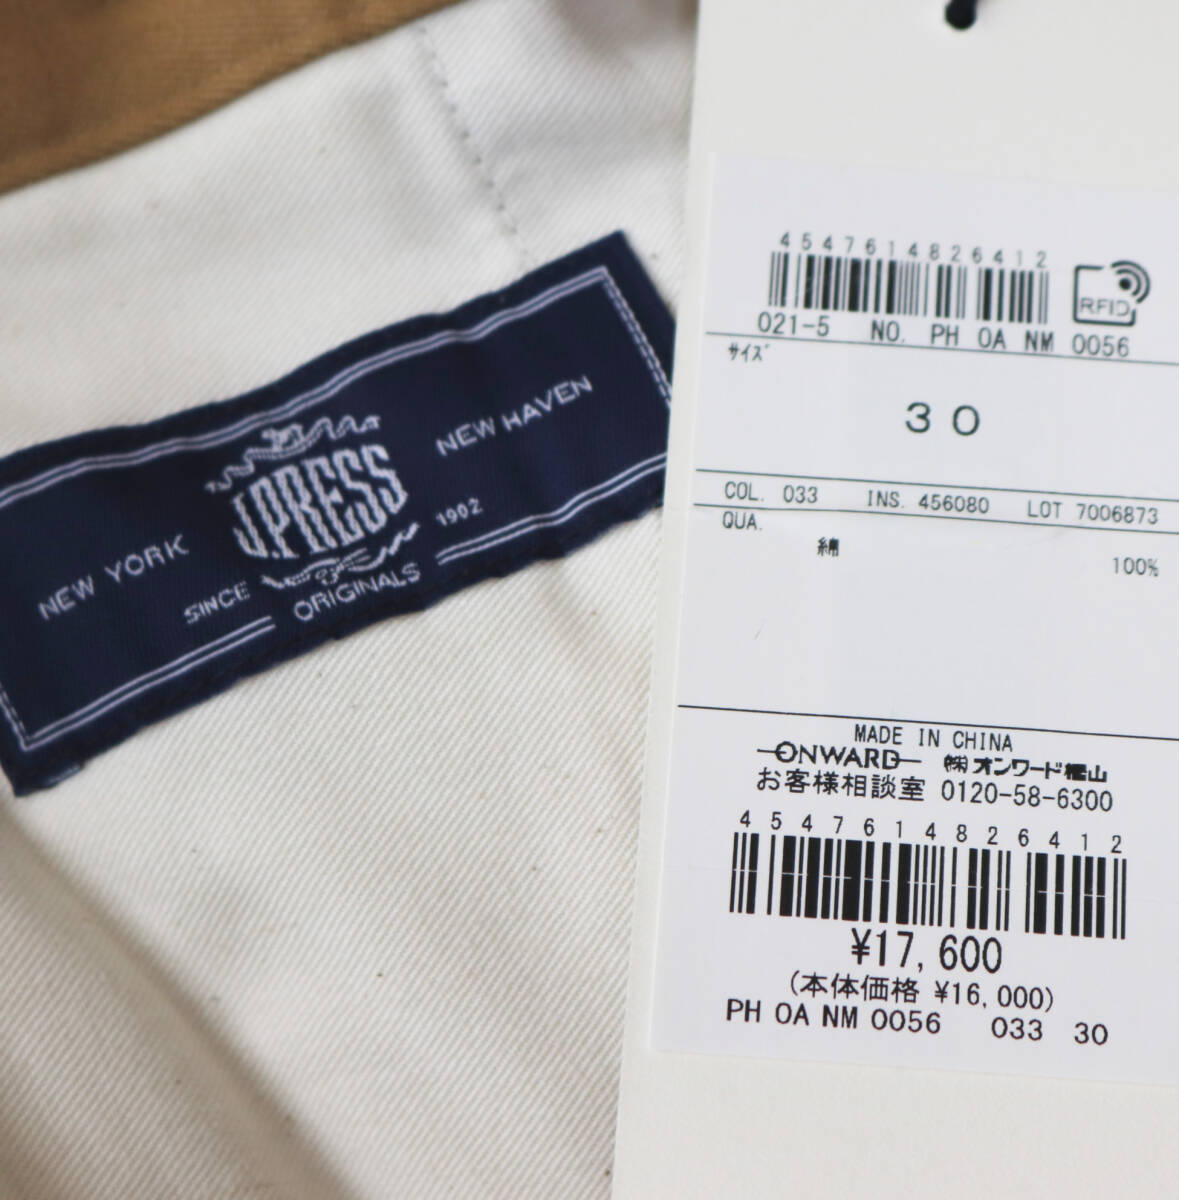 NEW YORK
J.PRESS
NEW HAVEN
SINCE
1902
ORIGINALS
4547614826412
RFID
021-5 NO. PH OA NM 0056
サイズ
30
COL. 033 INS. 456080 LOT 7006873
QUA.
綿 100%
MADE IN CHINA
ONWARD ㈱オンワード樫山
お客様相談室 0120-58-6300
4547614826412
¥17,600
(本体価格 ¥16,000)
PH OA NM 0056 033 30